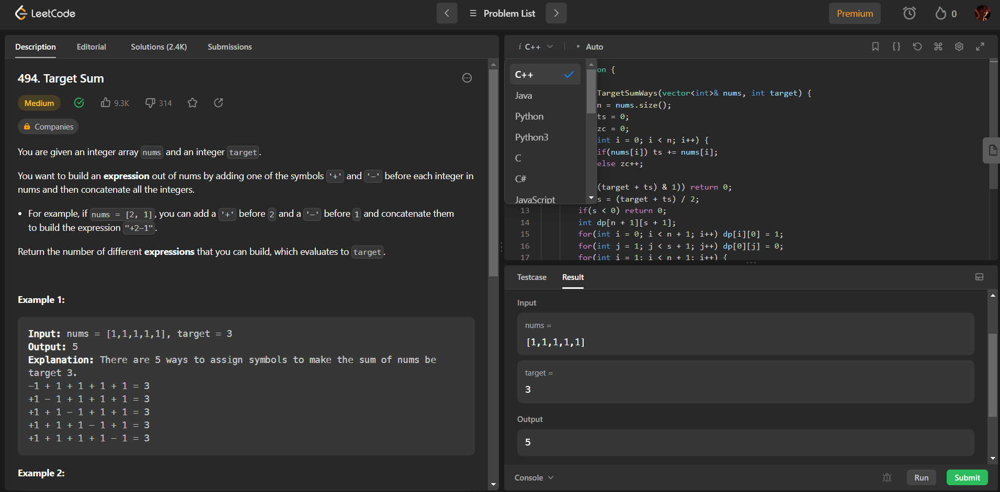 LeetCode
Problem List
Premium
0
Description
Editorial
Solutions (2.4K)
Submissions
494. Target Sum
Medium
9.3K
314
Companies
You are given an integer array nums and an integer target.
You want to build an expression out of nums by adding one of the symbols '+' and '-' before each integer in
nums and then concatenate all the integers.
• For example, if nums = [2, 1], you can add a '+' before 2 and a '-' before 1 and concatenate them
to build the expression "+2-1".
Return the number of different expressions that you can build, which evaluates to target.
Example 1:
Input: nums = [1,1,1,1,1], target = 3
Output: 5
Explanation: There are 5 ways to assign symbols to make the sum of nums be
target 3.
-1 + 1 + 1 + 1 + 1 = 3
+1 - 1 + 1 + 1 + 1 = 3
+1 + 1 - 1 + 1 + 1 = 3
+1 + 1 + 1 - 1 + 1 = 3
+1 + 1 + 1 + 1 - 1 = 3
Example 2:
i C++
• Auto
{}
C++
Java
Python
Python3
C
C#
JavaScript
on {
TargetSumWays(vector<int>& nums, int target) {
n = nums.size();
ts = 0;
zc = 0;
int i = 0; i < n; i++) {
if(nums[i]) ts += nums[i];
else zc++;
(target + ts) & 1)) return 0;
s = (target + ts) / 2;
13 if(s < 0) return 0;
14 int dp[n + 1][s + 1];
15 for(int i = 0; i < n + 1; i++) dp[i][0] = 1;
16 for(int j = 1; j < s + 1; j++) dp[0][j] = 0;
17 for(int i = 1; i < n + 1; i++) {
Testcase
Result
Input
nums =
[1,1,1,1,1]
target =
3
Output
5
Console
Run
Submit